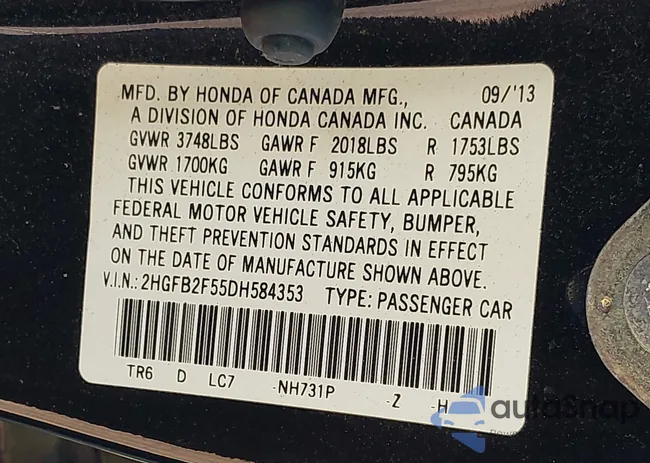 MFD. BY HONDA OF CANADA MFG., 09/'13
A DIVISION OF HONDA CANADA INC. CANADA
GVWR 3748LBS GAWR F 2018LBS R 1753LBS
GVWR 1700KG GAWR F 915KG R 795KG
THIS VEHICLE CONFORMS TO ALL APPLICABLE
FEDERAL MOTOR VEHICLE SAFETY, BUMPER,
AND THEFT PREVENTION STANDARDS IN EFFECT
ON THE DATE OF MANUFACTURE SHOWN ABOVE.
V.I.N.: 2HGFB2F55DH584353 TYPE: PASSENGER CAR
TR6 D LC7 -NH731P -Z -H
autoSnap